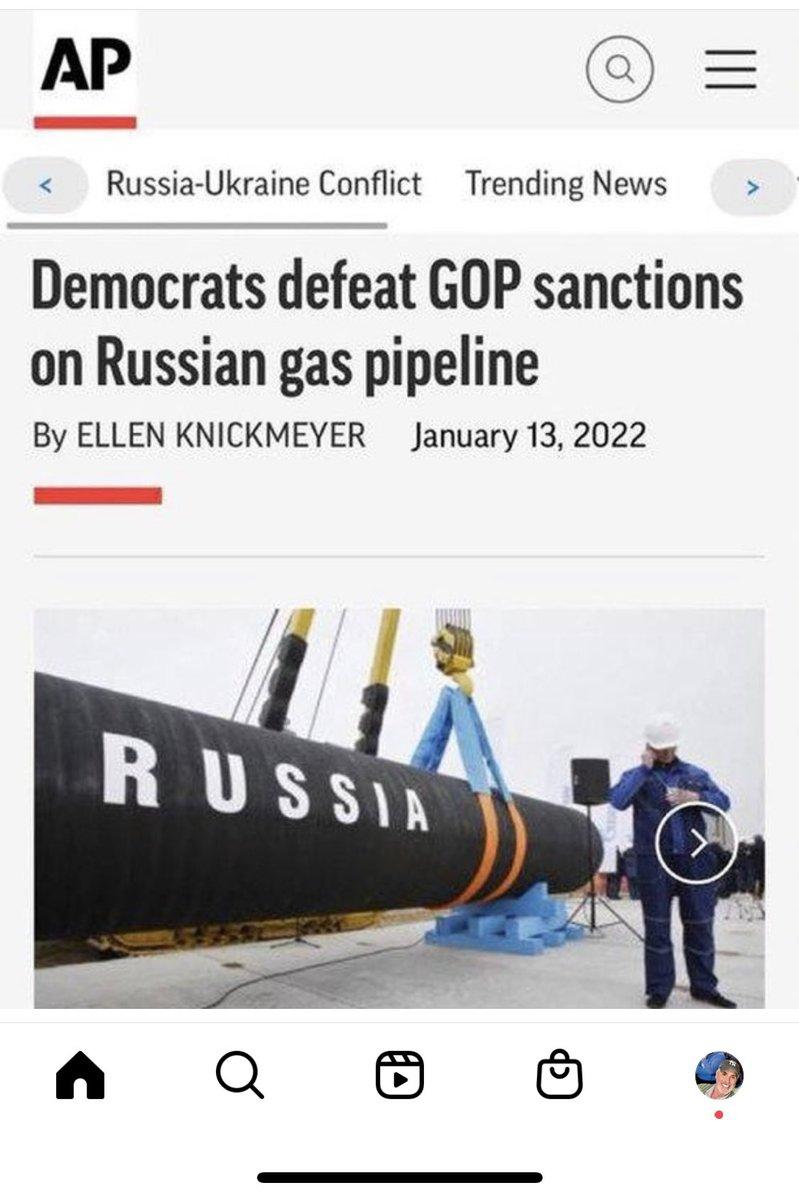 AP
< Russia-Ukraine Conflict Trending News >
Democrats defeat GOP sanctions
on Russian gas pipeline
By ELLEN KNICKMEYER January 13, 2022
RUSSIA